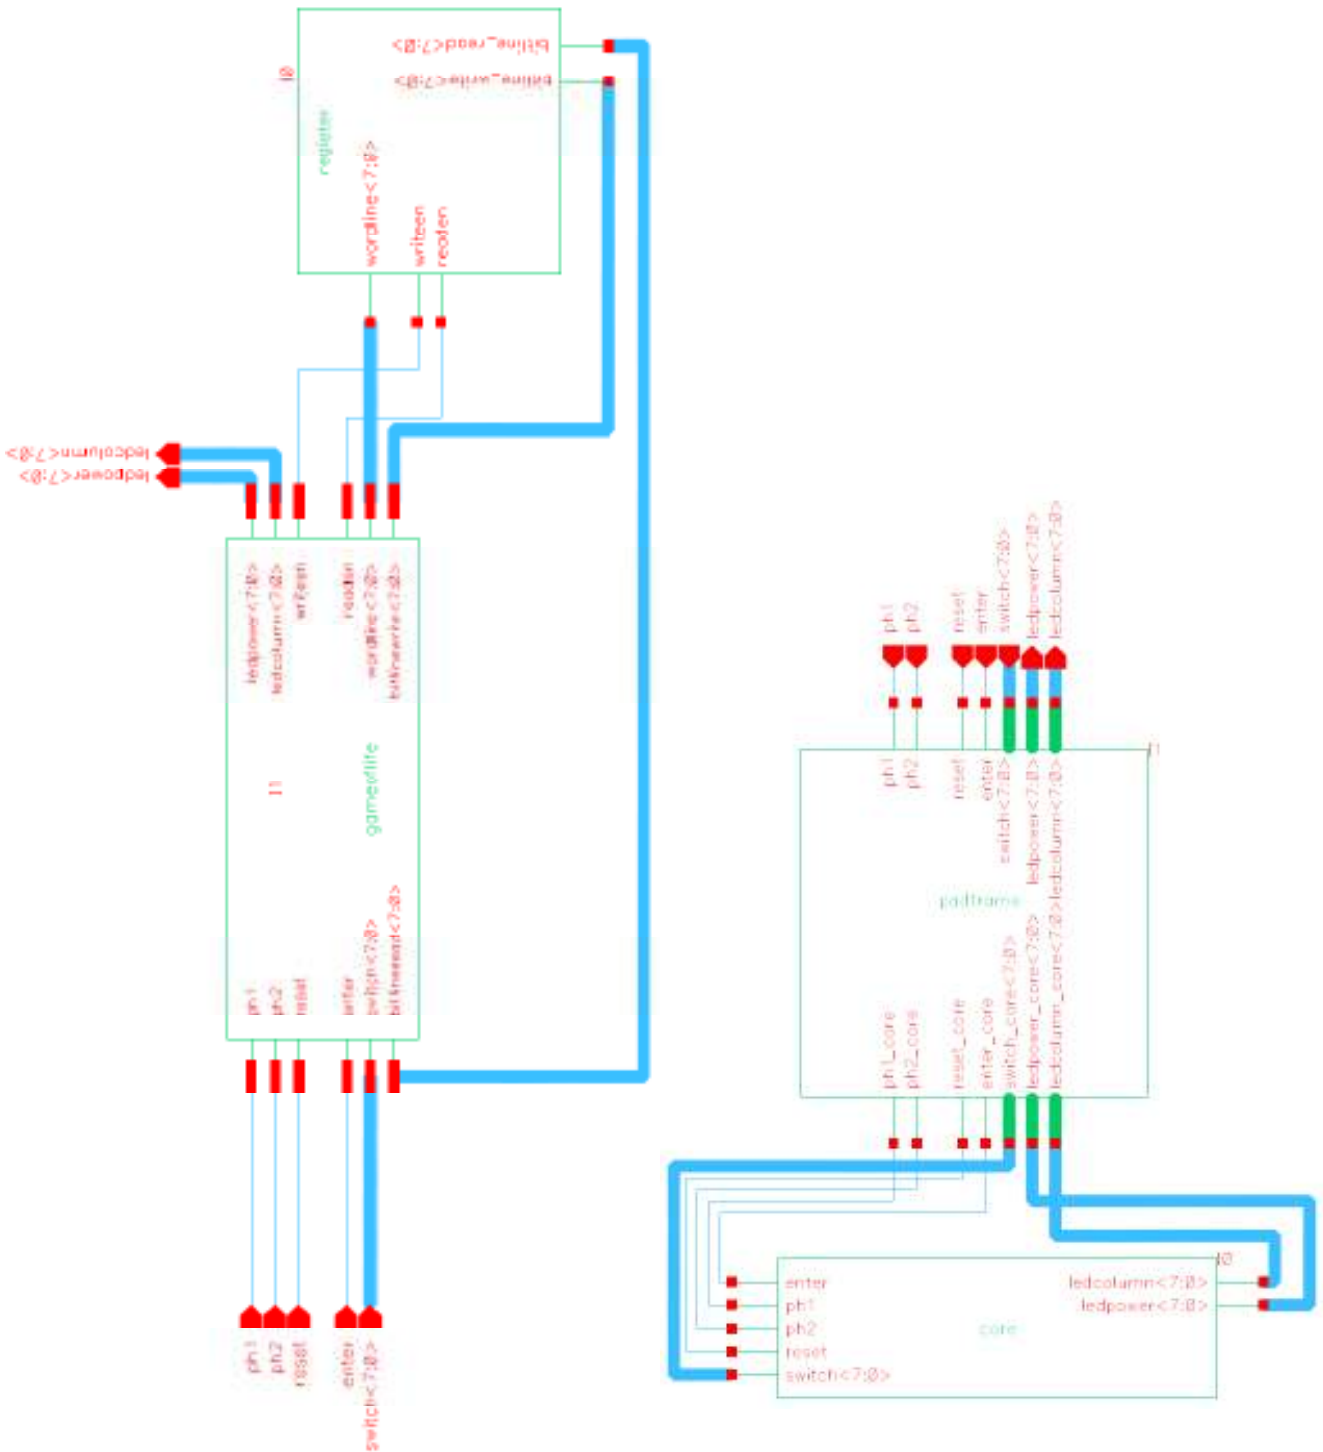 I0
bitline_read<7:0>
bitline_write<7:0>
register
wordline<7:0>
writeen
readen
ledcolumn<7:0>
ledpower<7:0>
ledpower<7:0>
ledcolumn<7:0>
writeen
readen
wordline<7:0>
I1
gameoflife
ph1
ph2
reset
enter
switch<7:0>
bitlineread<7:0>
ph1
ph2
reset
enter
switch<7:0>
ph1
ph2
reset
enter
switch<7:0>
ledpower<7:0>
ledcolumn<7:0>
I1
ph1
ph2
reset
enter
switch<7:0>
ledpower<7:0>
ledcolumn<7:0>
padframe
ph1_core
ph2_core
reset_core
enter_core
switch_core<7:0>
ledpower_core<7:0>
ledcolumn_core<7:0>
I0
enter
ph1
ph2
reset
switch<7:0>
core
ledcolumn<7:0>
ledpower<7:0>